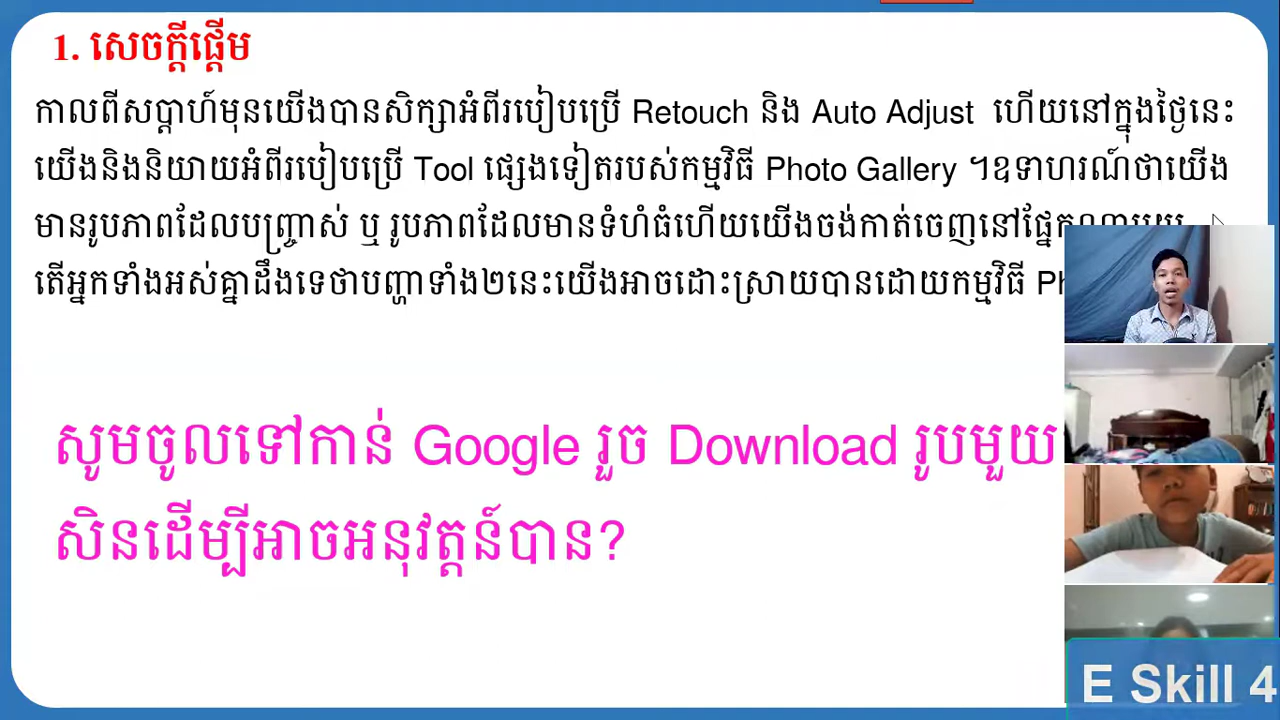 1. សេចក្តីផ្តើម
កាលពីសប្តាហ៍មុនយើងបានសិក្សាអំពីរបៀបប្រើ Retouch និង Auto Adjust ហើយនៅក្នុងថ្ងៃនេះ
យើងនិងនិយាយអំពីរបៀបប្រើ Tool ផ្សេងទៀតរបស់កម្មវិធី Photo Gallery ។ឧទាហរណ៍ថាយើង
មានរូបភាពដែលបញ្ច្រាស់ ឬ រូបភាពដែលមានទំហំធំហើយយើងចង់កាត់ចេញនៅផ្នែក
តើអ្នកទាំងអស់គ្នាដឹងទេថាបញ្ហាទាំង២នេះយើងអាចដោះស្រាយបានដោយកម្មវិធី
សូមចូលទៅកាន់ Google រួច Download រូបមួយ
សិនដើម្បីអាចអនុវត្តន៍បាន?
E Skill 4